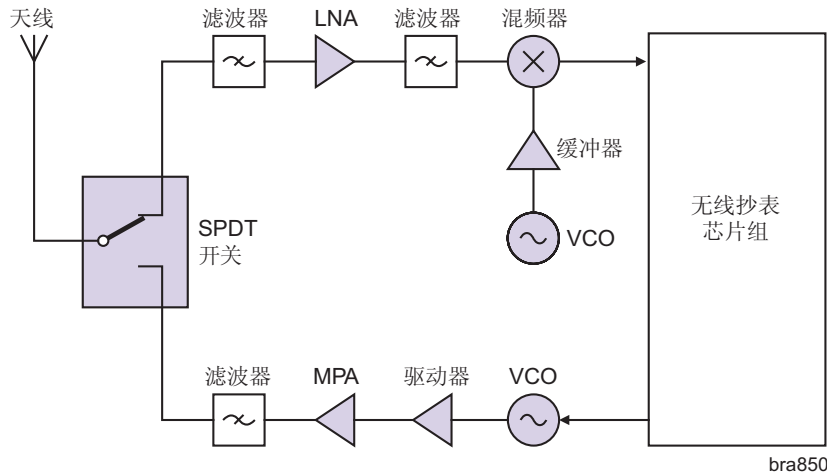 天线
滤波器
LNA
滤波器
混频器
缓冲器
SPDT
开关
VCO
无线抄表
芯片组
滤波器
MPA
驱动器
VCO
bra850